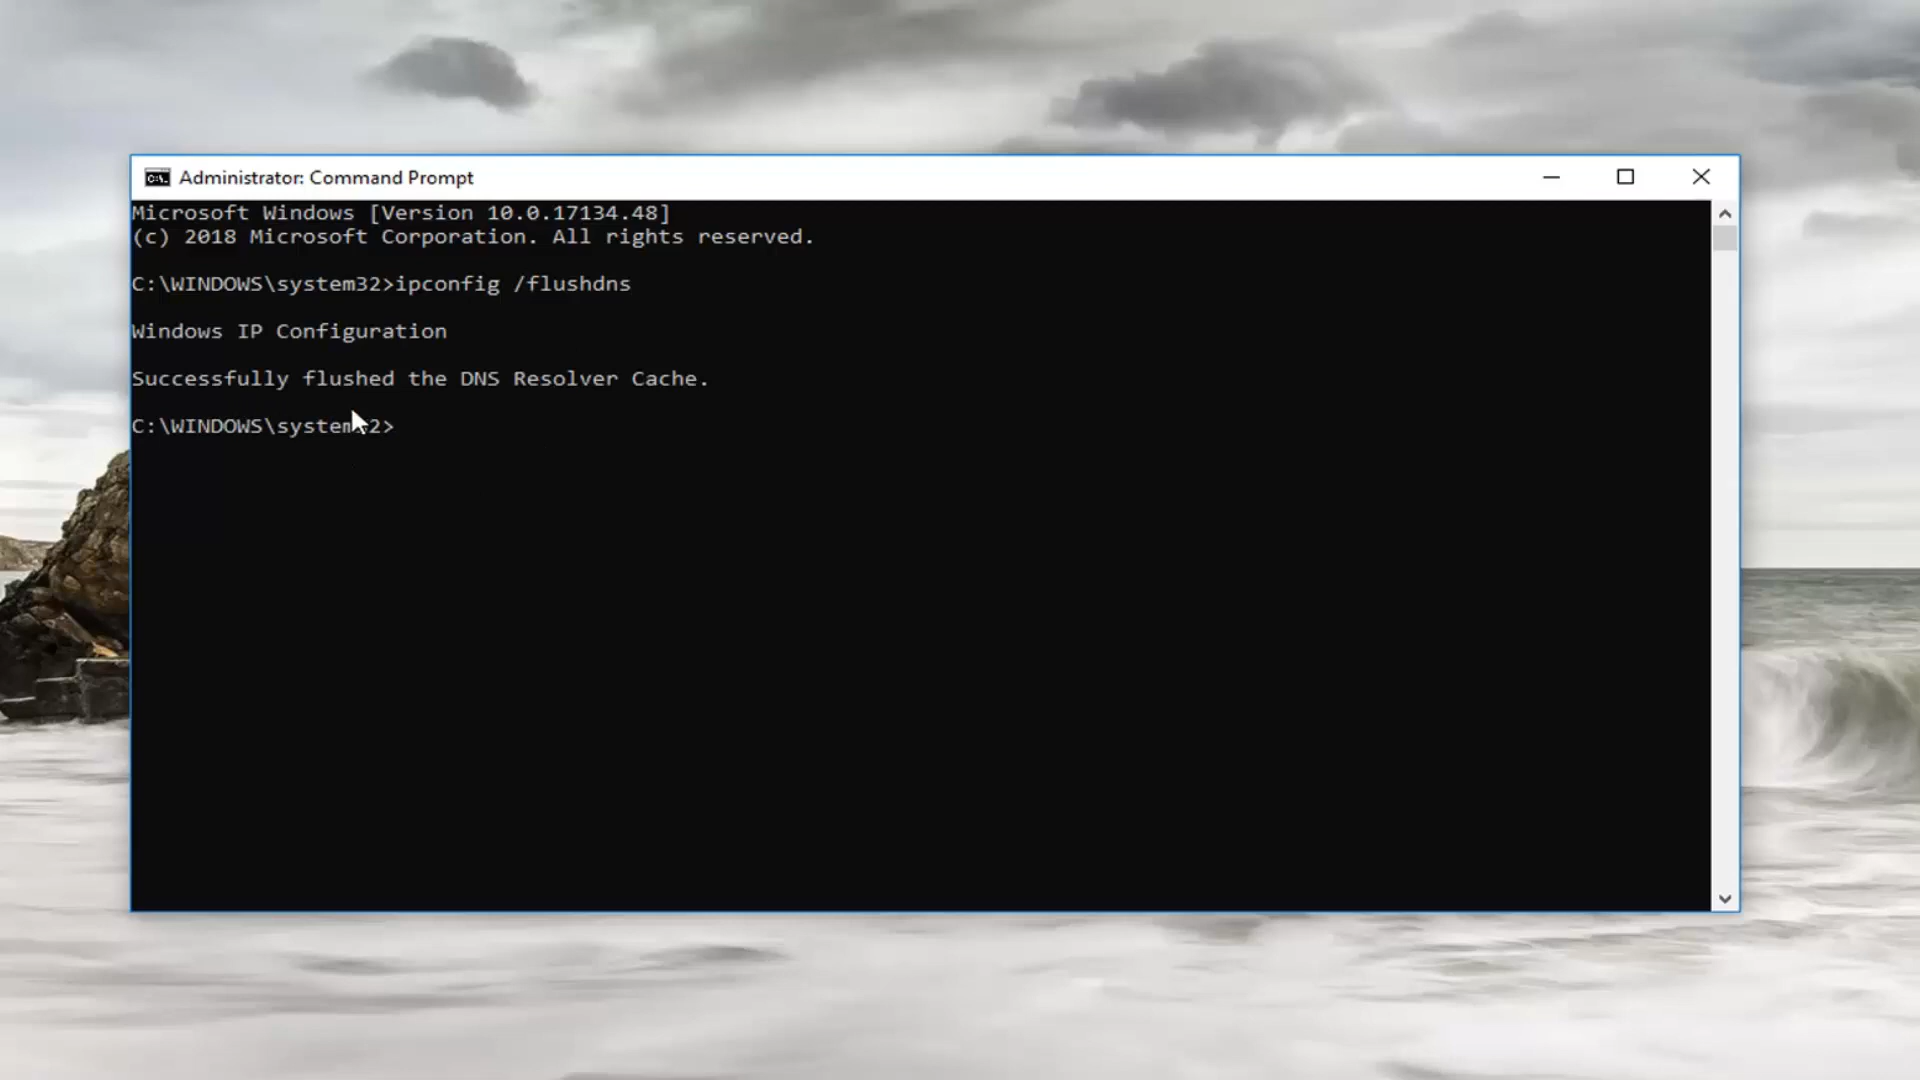 Administrator: Command Prompt
Microsoft Windows [Version 10.0.17134.48]
(c) 2018 Microsoft Corporation. All rights reserved.
C:\WINDOWS\system32>ipconfig /flushdns
Windows IP Configuration
Successfully flushed the DNS Resolver Cache.
C:\WINDOWS\system32>